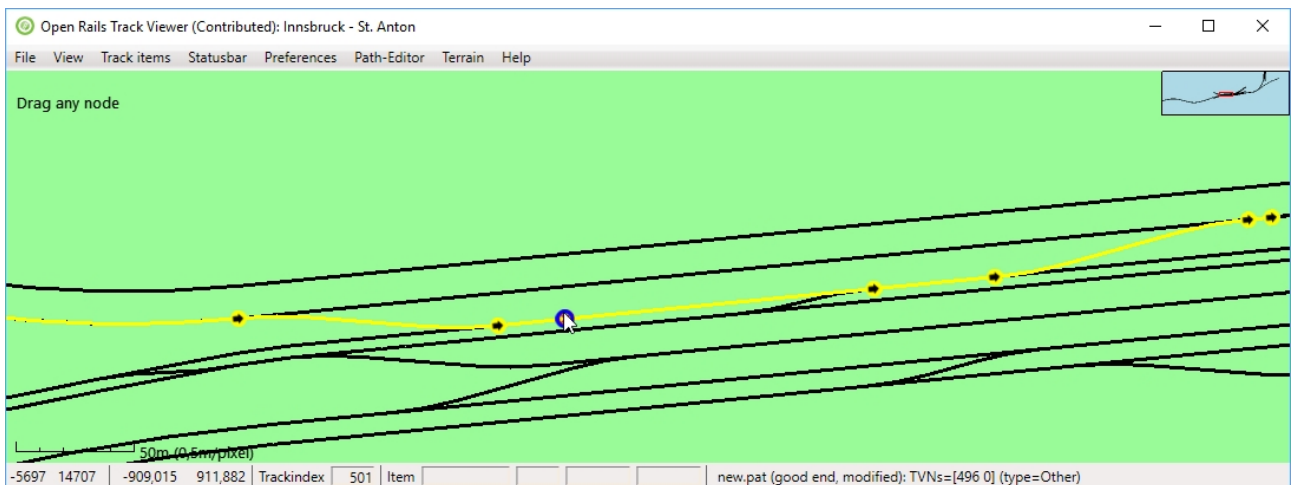 Open Rails Track Viewer (Contributed): Innsbruck - St. Anton
File View Track items Statusbar Preferences Path-Editor Terrain Help
Drag any node
50m (0,5m/pixel)
-5697 14707 -909,015 911,882 Trackindex 501 Item new.pat (good end, modified): TVNs=[496 0] (type=Other)